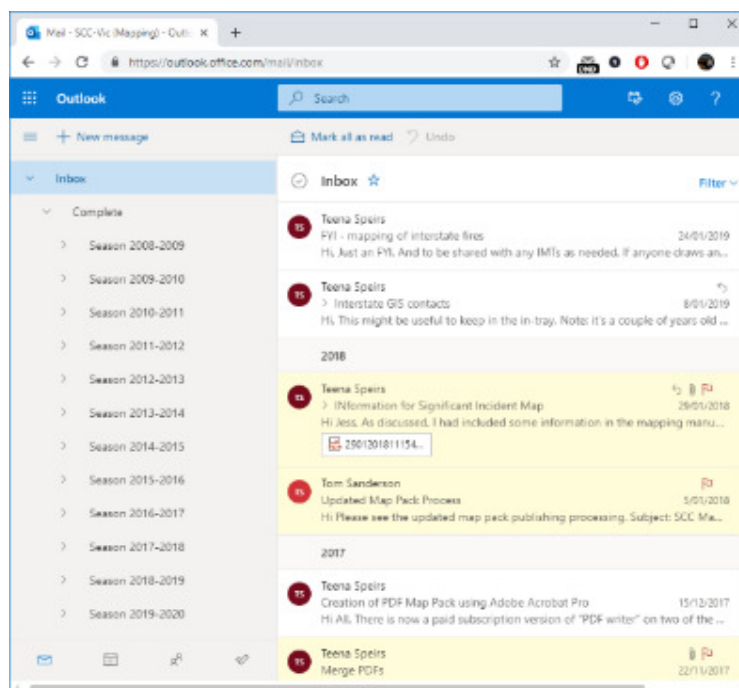 Mail - SCC-Vic (Mapping) - Outl
https://outlook.office.com/mail/inbox
Outlook
Search
New message
Mark all as read
Undo
Inbox
Complete
Season 2008-2009
Season 2009-2010
Season 2010-2011
Season 2011-2012
Season 2012-2013
Season 2013-2014
Season 2014-2015
Season 2015-2016
Season 2016-2017
Season 2017-2018
Season 2018-2019
Season 2019-2020
Inbox
Filter
TS
Teena Speirs
FYI - mapping of interstate fires 24/01/2019
Hi, Just an FYI. And to be shared with any IMTs as needed. If anyone draws an...
TS
Teena Speirs
> Interstate GIS contacts 8/01/2019
Hi, This might be useful to keep in the in-tray. Note: it's a couple of years old ...
2018
TS
Teena Speirs
> INformation for Significant Incident Map 29/01/2018
Hi Jess, As discussed, I had included some information in the mapping manu...
2901201811154...
TS
Tom Sanderson
Updated Map Pack Process 5/01/2018
Hi Please see the updated map pack publishing processing. Subject: SCC Ma...
2017
TS
Teena Speirs
Creation of PDF Map Pack using Adobe Acrobat Pro 15/12/2017
Hi All, There is now a paid subscription version of "PDF writer" on two of the ...
TS
Teena Speirs
Merge PDFs 22/11/2017